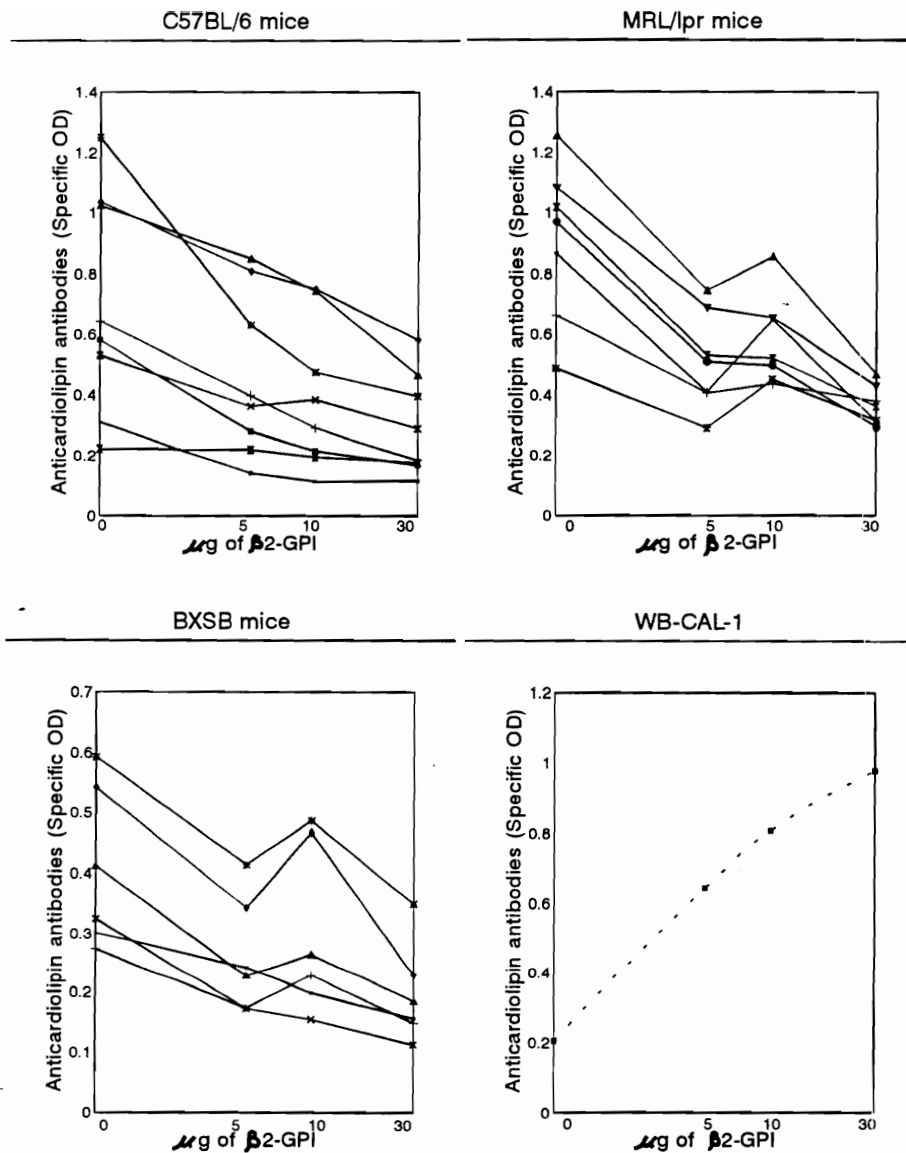 C57BL/6 mice
Anticardiolipin antibodies (Specific OD)
1.4
1.2
1
0.8
0.6
0.4
0.2
0
0 5 10 30
μg of β2-GPI
MRL/lpr mice
Anticardiolipin antibodies (Specific OD)
1.4
1.2
1
0.8
0.6
0.4
0.2
0
0 5 10 30
μg of β2-GPI
BXSB mice
Anticardiolipin antibodies (Specific OD)
0.7
0.6
0.5
0.4
0.3
0.2
0.1
0
0 5 10 30
μg of β2-GPI
WB-CAL-1
Anticardiolipin antibodies (Specific OD)
1.2
1
0.8
0.6
0.4
0.2
0
0 5 10 30
μg of β2-GPI